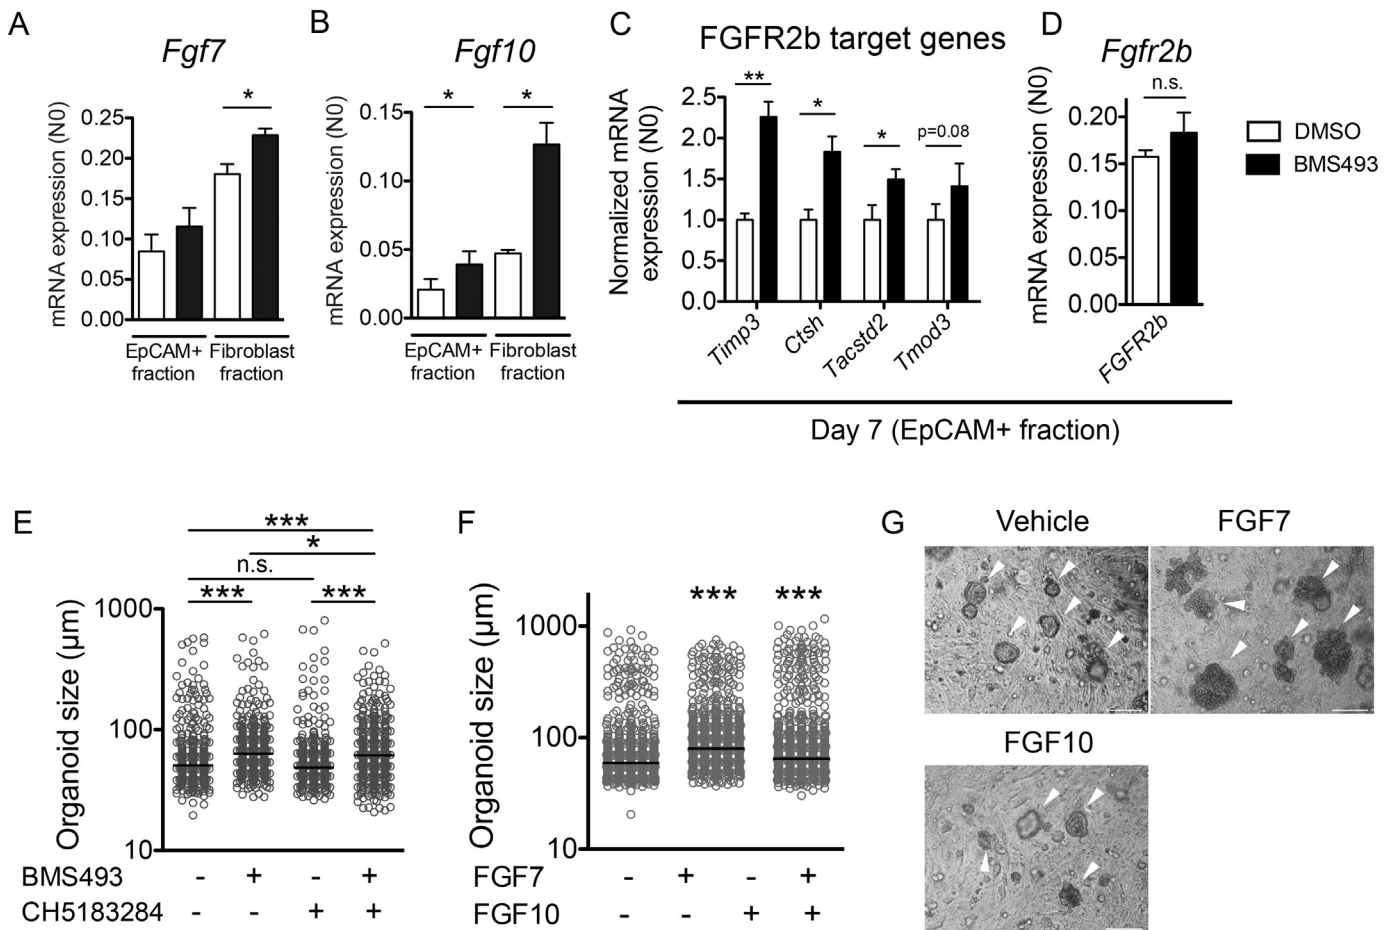 A
Fgf7
mRNA expression (N0)
0.25
0.20
0.15
0.10
0.05
0.00
*
EpCAM+
fraction
Fibroblast
fraction
B
Fgf10
mRNA expression (N0)
0.15
0.10
0.05
0.00
*
*
EpCAM+
fraction
Fibroblast
fraction
C
FGFR2b target genes
Normalized mRNA
expression (N0)
2.5
2.0
1.5
1.0
0.5
0.0
**
*
*
p=0.08
Timp3
Ctsh
Tacstd2
Tmod3
D
Fgfr2b
mRNA expression (N0)
n.s.
0.20
0.15
0.10
0.00
FGFR2b
DMSO
BMS493
Day 7 (EpCAM+ fraction)
E
Organoid size (µm)
***
*
n.s.
*** ***
1000
100
10
BMS493 - + - +
CH5183284 - - + +
F
Organoid size (µm)
*** ***
1000
100
10
FGF7 - + - +
FGF10 - - + +
G
Vehicle
FGF7
FGF10